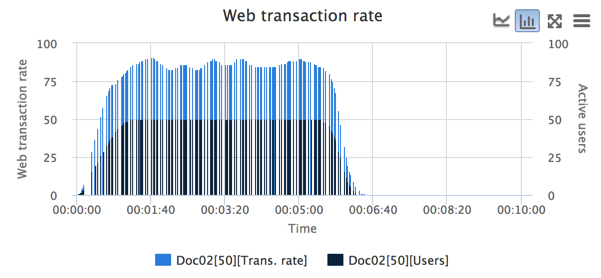 Web transaction rate
100 100
75 75
50 50
25 25
0 0
Web transaction rate
Active users
00:00:00 00:01:40 00:03:20 00:05:00 00:06:40 00:08:20 00:10:00
Time
Doc02[50][Trans. rate] Doc02[50][Users]